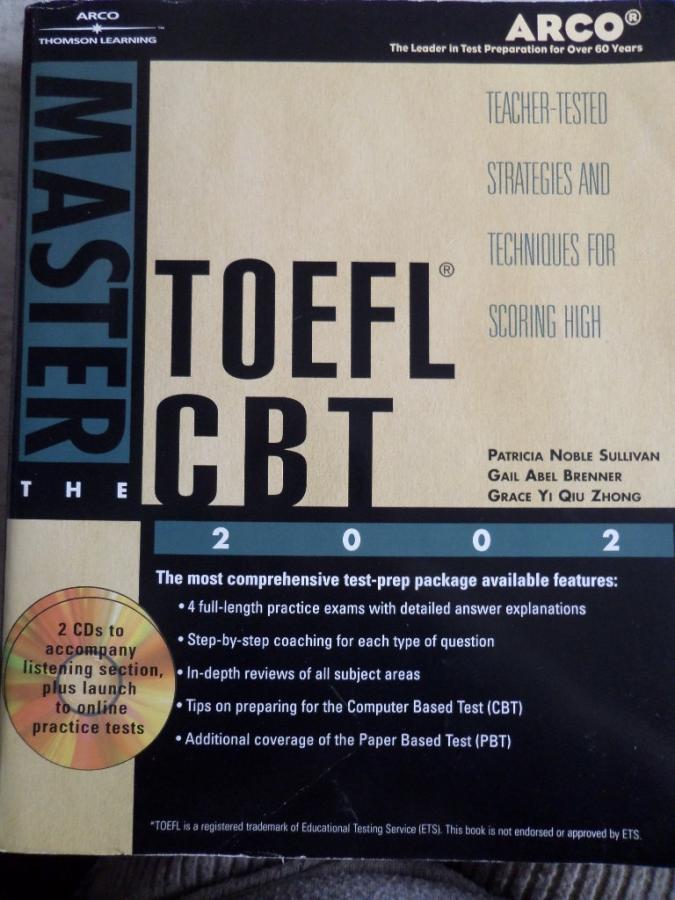 ARCO
THOMSON LEARNING™
ARCO®
The Leader in Test Preparation for Over 60 Years
MASTER
THE
TOEFL®
CBT
TEACHER-TESTED
STRATEGIES AND
TECHNIQUES FOR
SCORING HIGH
PATRICIA NOBLE SULLIVAN
GAIL ABEL BRENNER
GRACE YI QIU ZHONG
2 0 0 2
The most comprehensive test-prep package available features:
• 4 full-length practice exams with detailed answer explanations
• Step-by-step coaching for each type of question
• In-depth reviews of all subject areas
• Tips on preparing for the Computer Based Test (CBT)
• Additional coverage of the Paper Based Test (PBT)
2 CDs to
accompany
listening section,
plus launch
to online
practice tests
*TOEFL is a registered trademark of Educational Testing Service (ETS). This book is not endorsed or approved by ETS.